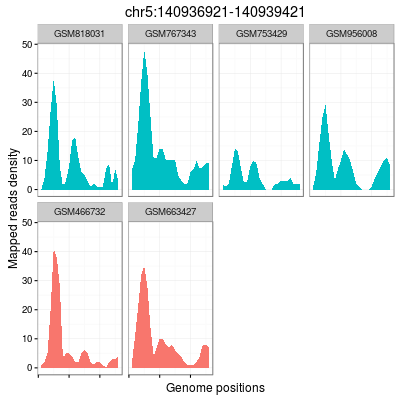 chr5:140936921-140939421
GSM818031 GSM767343 GSM753429 GSM956008
50
40
30
20
10
0
GSM466732 GSM663427
50
40
30
20
10
0
Mapped reads density
Genome positions